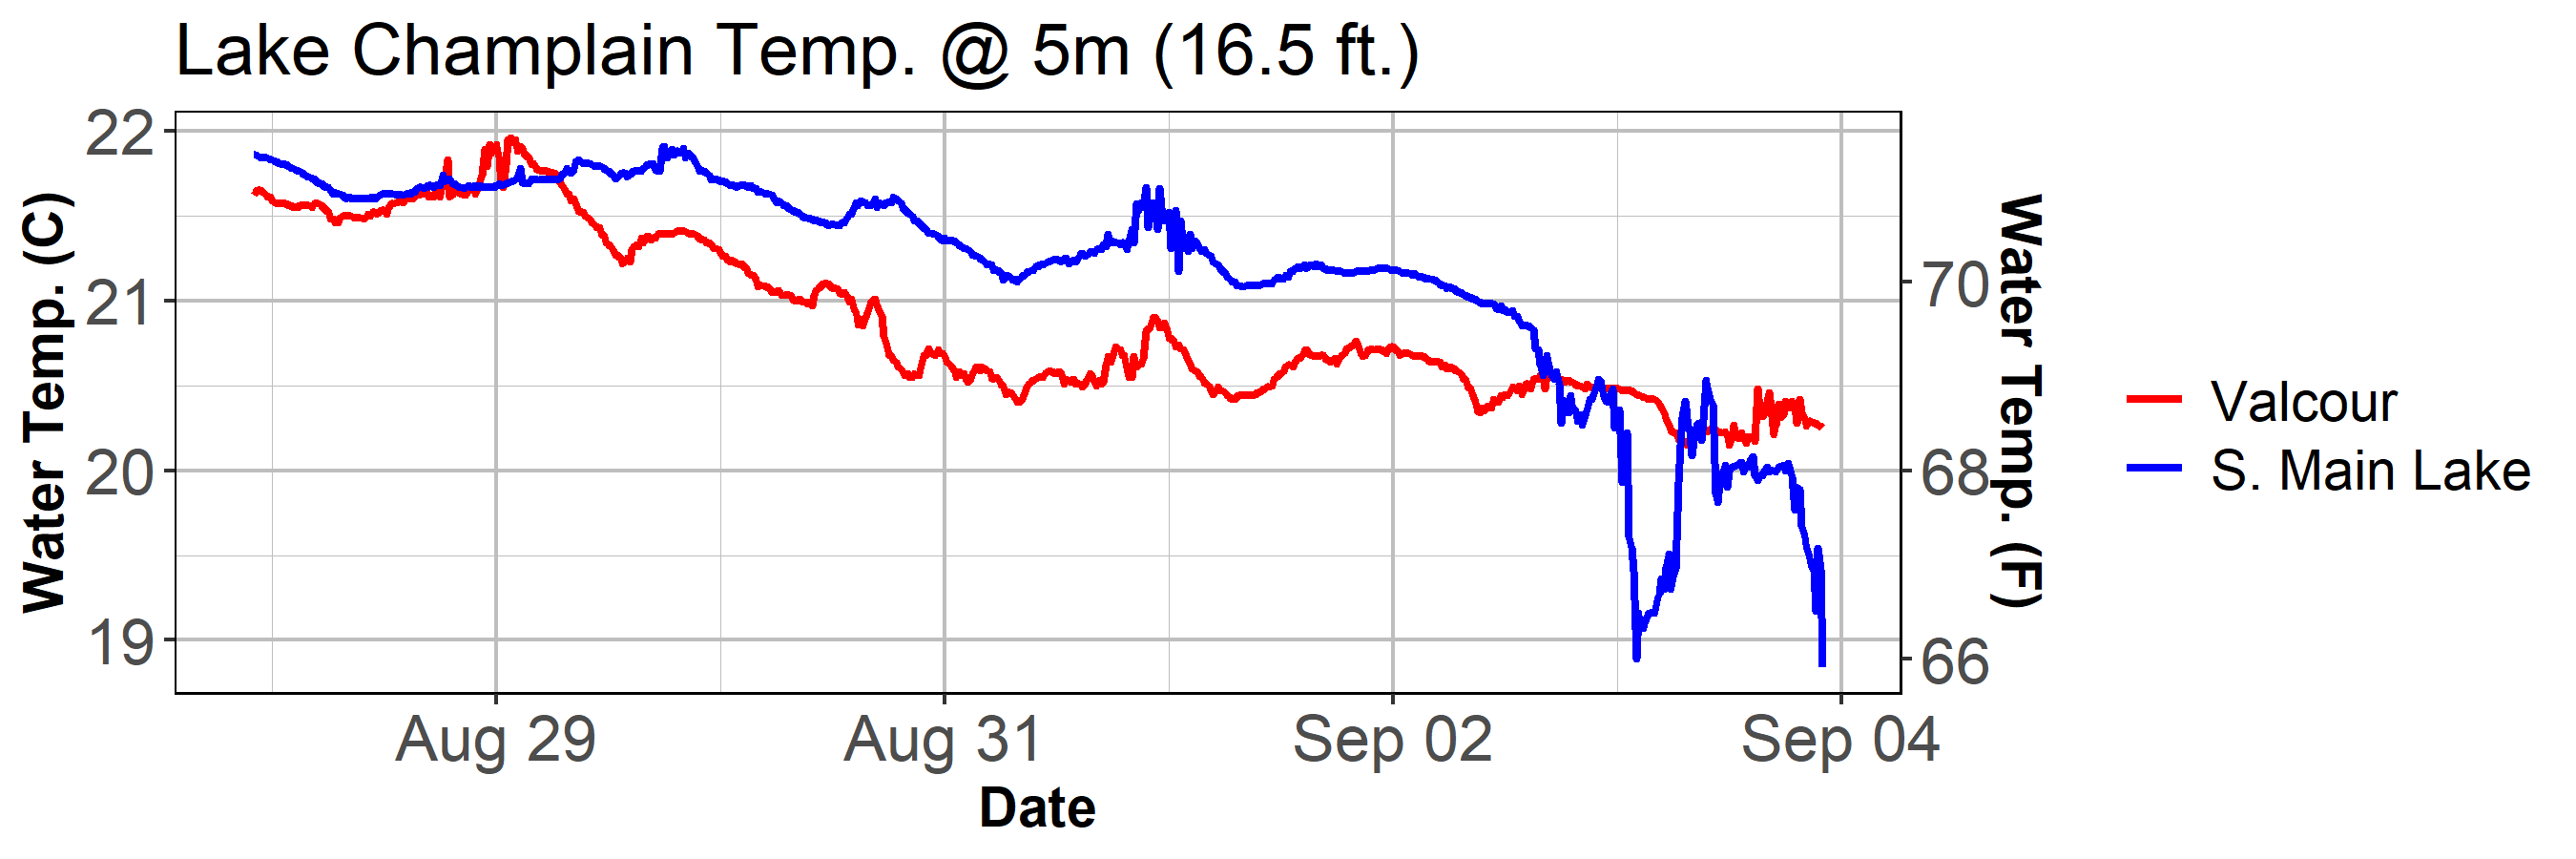 Lake Champlain Temp. @ 5m (16.5 ft.)
Water Temp. (C)
22
21
20
19
70
68
66
Water Temp. (F)
Aug 29
Aug 31
Sep 02
Sep 04
Date
Valcour
S. Main Lake